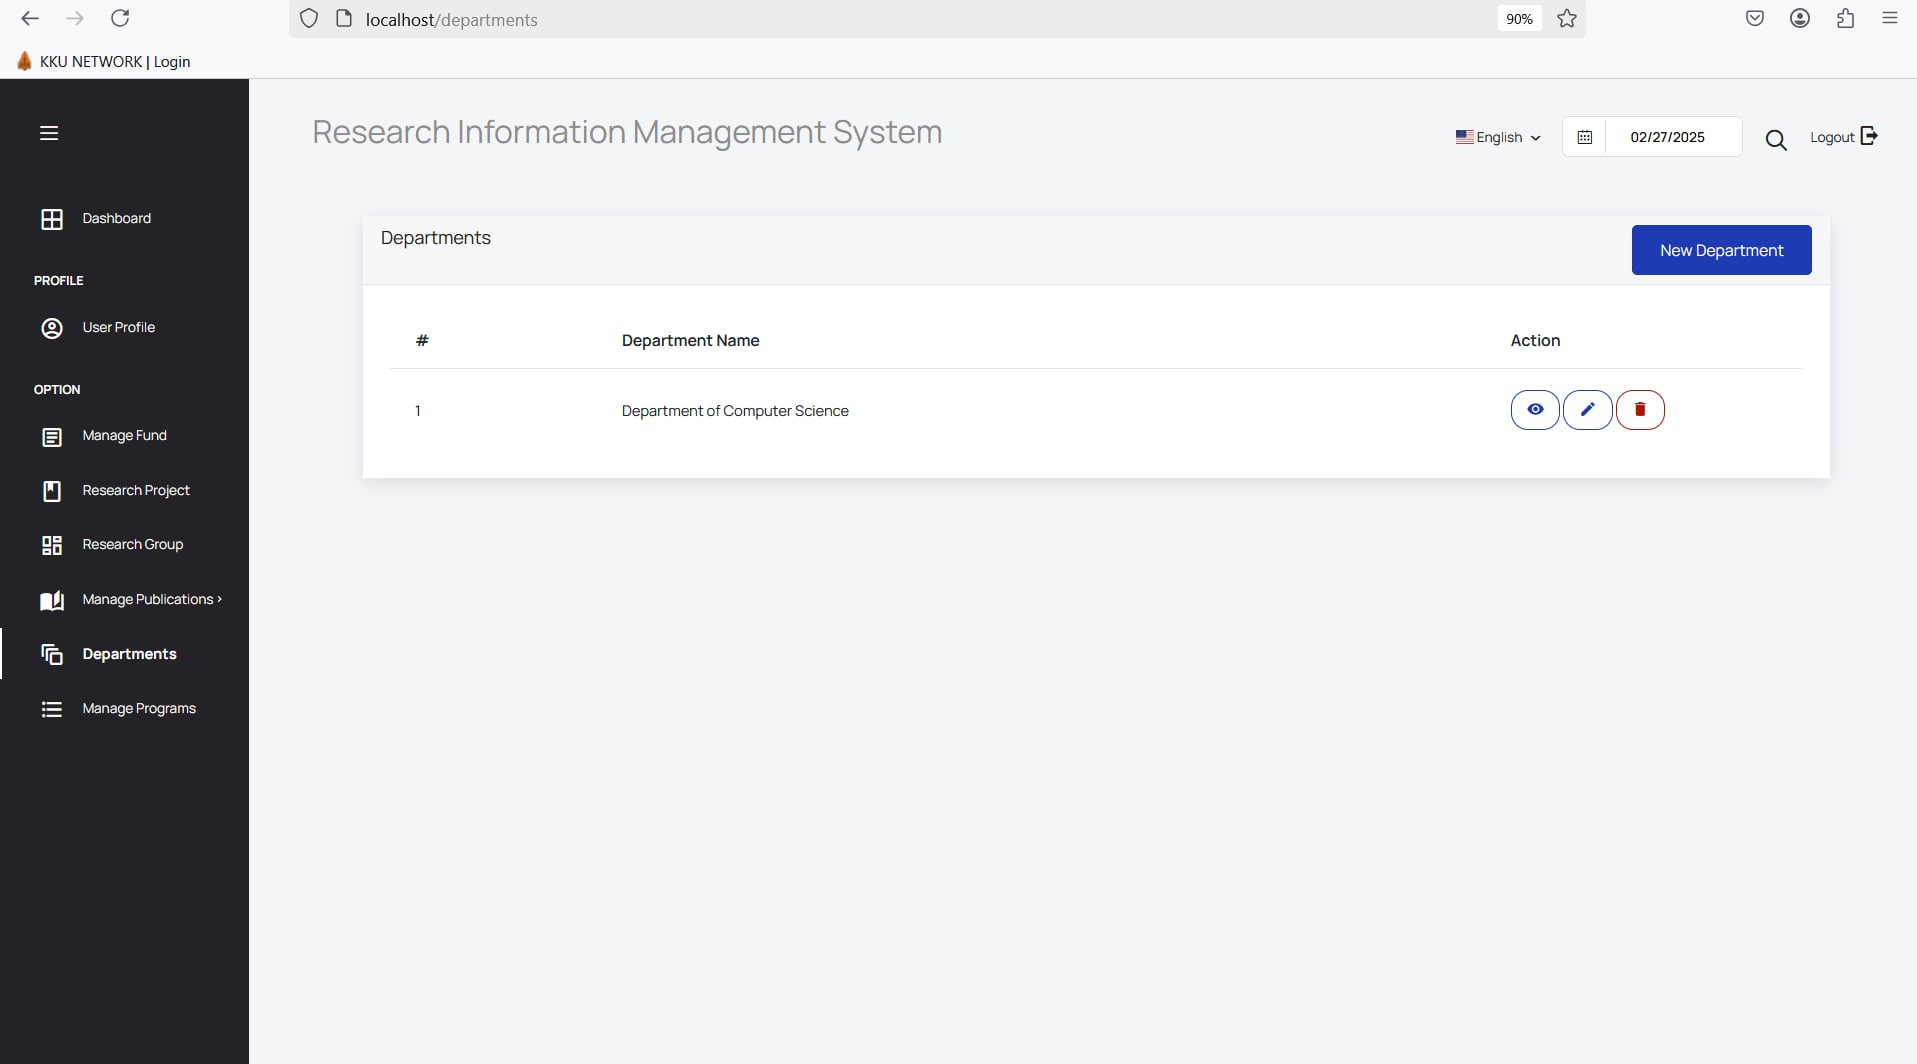 localhost/departments
90%
KKU NETWORK | Login
Research Information Management System
English
02/27/2025
Logout
Dashboard
PROFILE
User Profile
OPTION
Manage Fund
Research Project
Research Group
Manage Publications ›
Departments
Manage Programs
Departments
New Department
# Department Name Action
1 Department of Computer Science